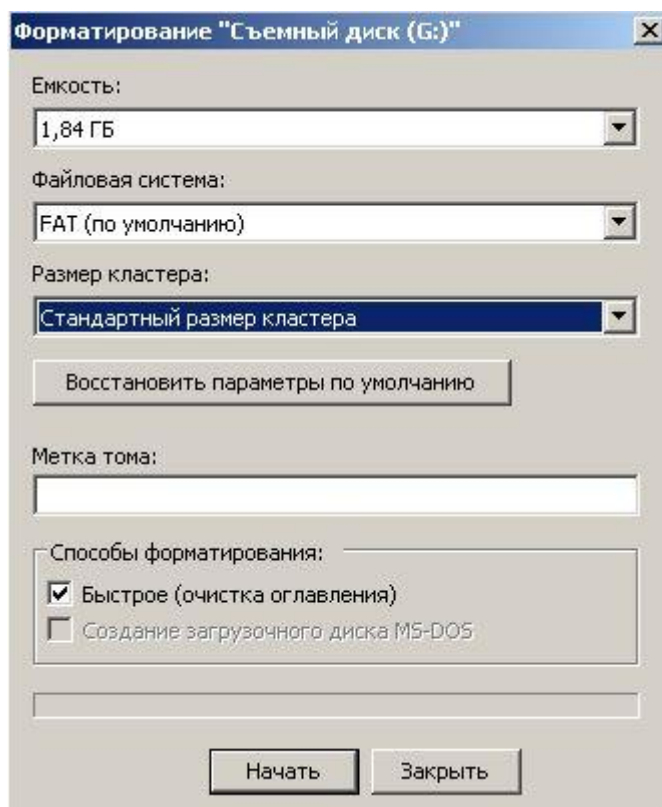 Форматирование "Съемный диск (G:)"
Емкость:
1,84 ГБ
Файловая система:
FAT (по умолчанию)
Размер кластера:
Стандартный размер кластера
Восстановить параметры по умолчанию
Метка тома:
Способы форматирования:
Быстрое (очистка оглавления)
Создание загрузочного диска MS-DOS
Начать
Закрыть